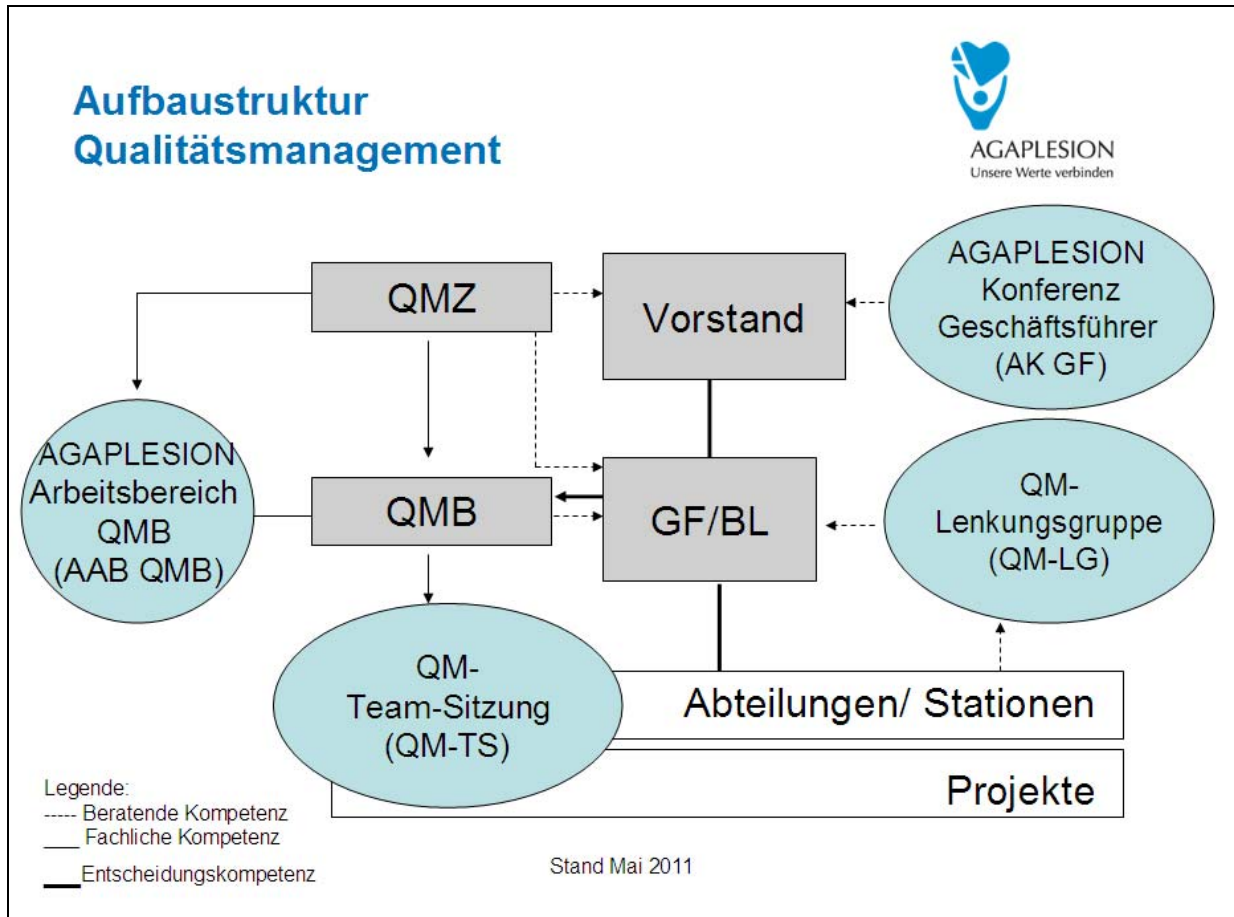 Aufbaustruktur
Qualitätsmanagement
AGAPLESION
Unsere Werte verbinden
QMZ
Vorstand
AGAPLESION
Konferenz
Geschäftsführer
(AK GF)
AGAPLESION
Arbeitsbereich
QMB
(AAB QMB)
QMB
GF/BL
QM-
Lenkungsgruppe
(QM-LG)
QM-
Team-Sitzung
(QM-TS)
Abteilungen/ Stationen
Projekte
Legende:
----- Beratende Kompetenz
___ Fachliche Kompetenz
___Entscheidungskompetenz
Stand Mai 2011